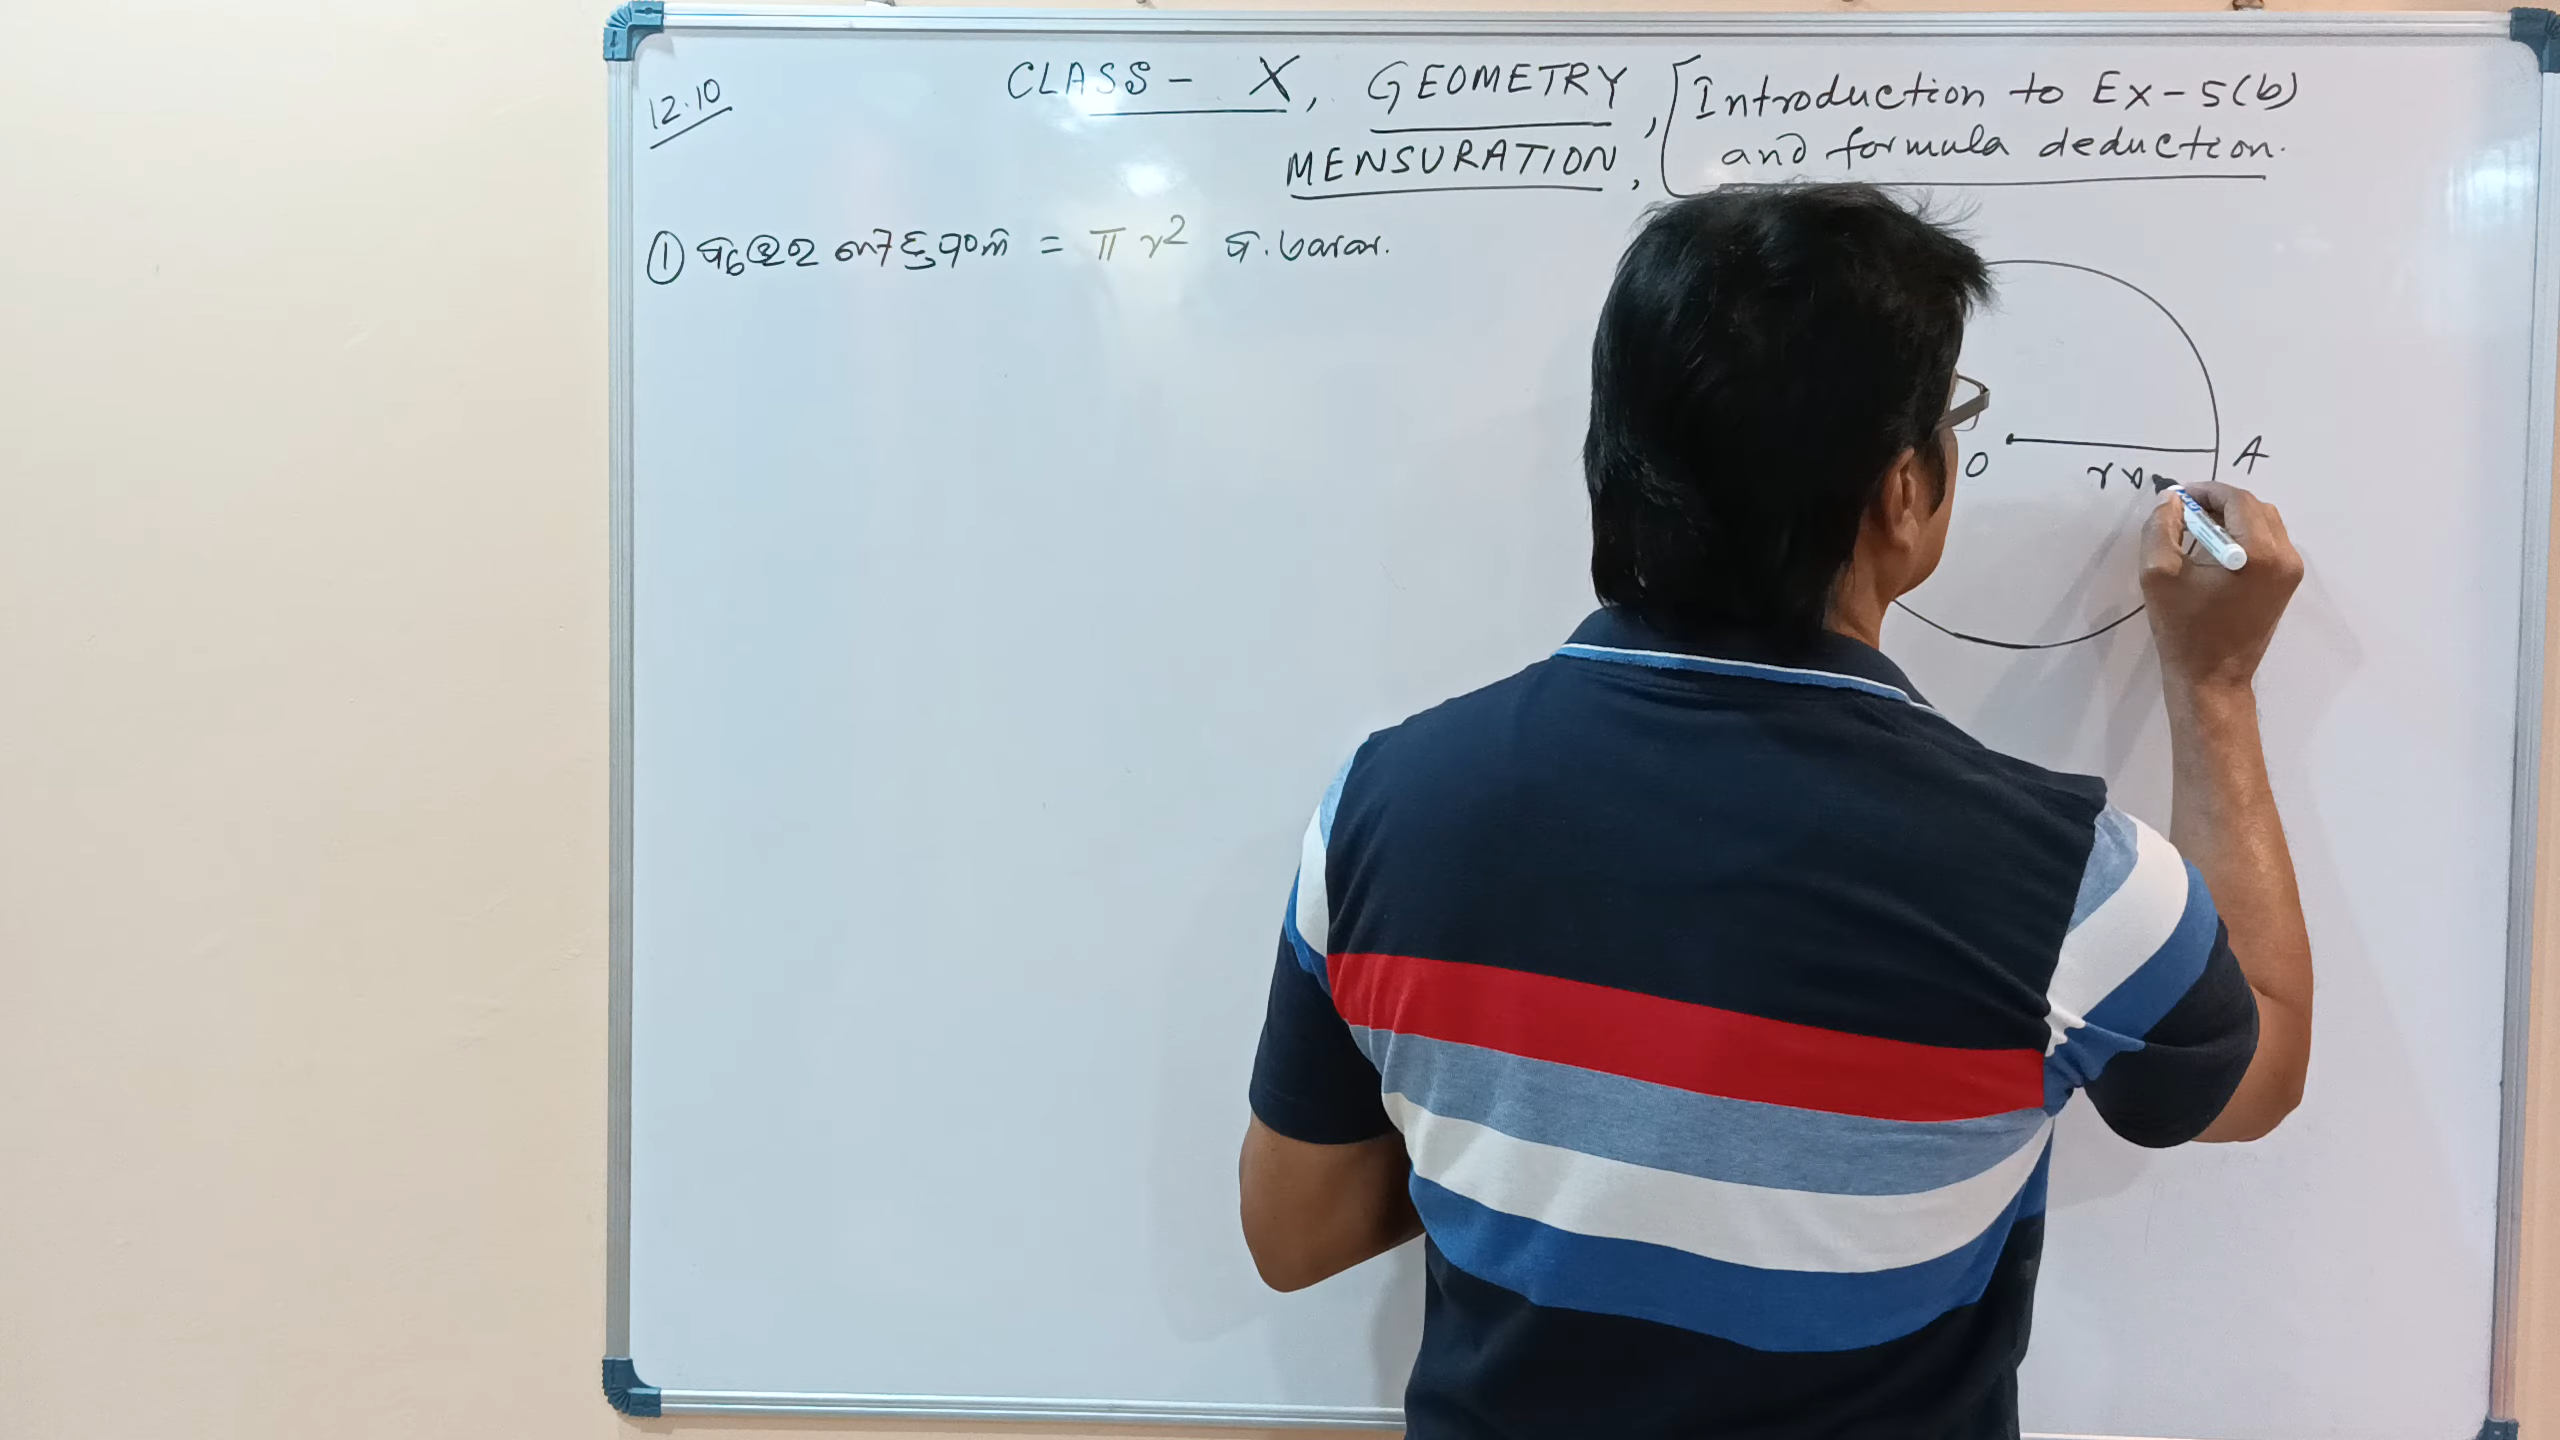 12.10
CLASS - X, GEOMETRY
MENSURATION,
, [Introduction to Ex-5(b)
and formula deduction.
① ବୃତ୍ତର କ୍ଷେତ୍ରଫଳ = π r² ବ. ଏକକ.
O
A
r